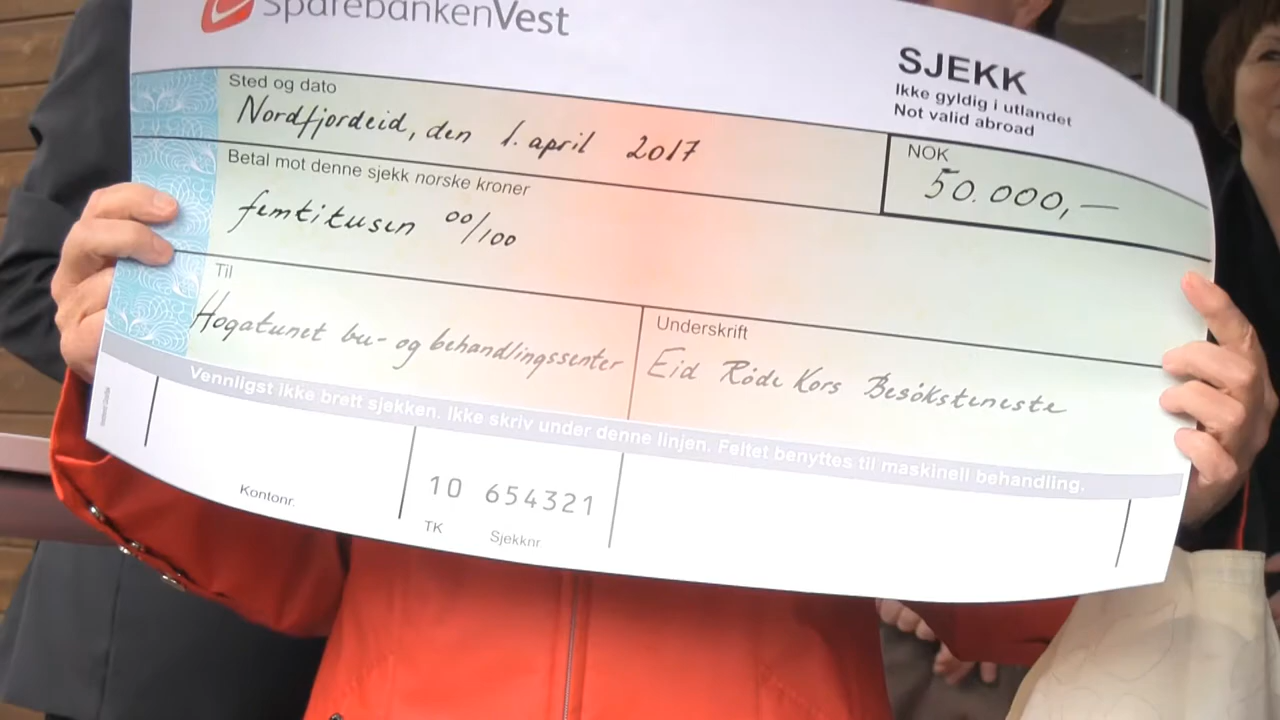 SparebankenVest
SJEKK
Ikke gyldig i utlandet
Not valid abroad
Sted og dato
Nordfjordeid, den 1. april 2017
NOK
50.000,—
Betal mot denne sjekk norske kroner
femtitusen 00/100
Til
Hogatunet bu- og behandlingssenter
Underskrift
Eid Røde Kors Besøksteneste
Vennligst ikke brett sjekken. Ikke skriv under denne linjen. Feltet benyttes til maskinell behandling.
10 654321
Kontonr.
TK
Sjekknr